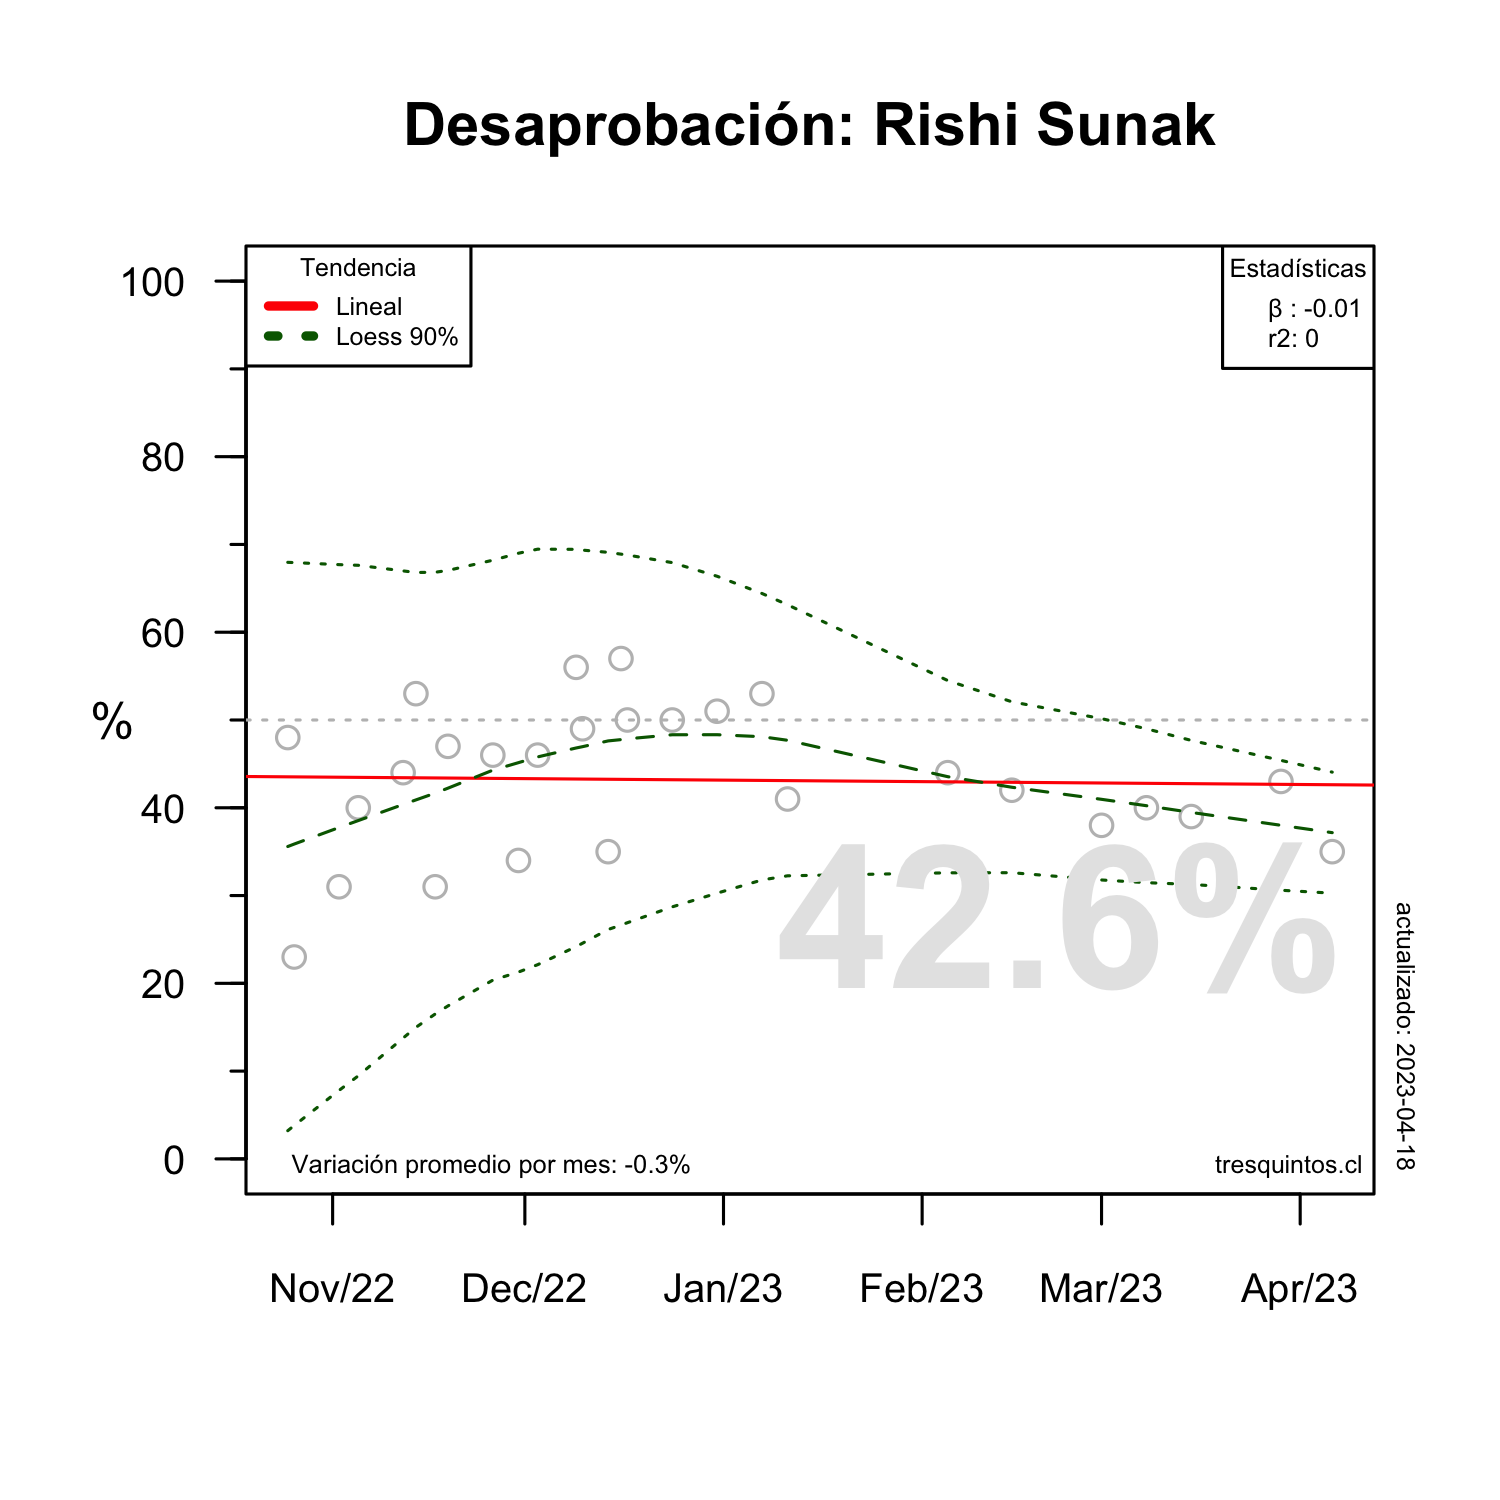 Desaprobación: Rishi Sunak
Tendencia
Lineal
Loess 90%
Estadísticas
β : -0.01
r2: 0
100
80
60
%
40
20
0
42.6%
actualizado: 2023-04-18
Variación promedio por mes: -0.3%
tresquintos.cl
Nov/22 Dec/22 Jan/23 Feb/23 Mar/23 Apr/23